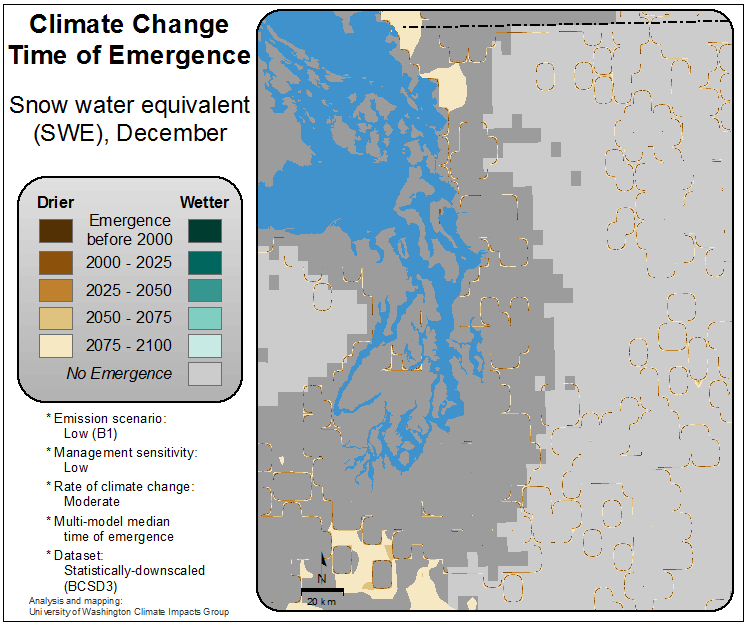 Climate Change
Time of Emergence
Snow water equivalent
(SWE), December
Drier
Wetter
Emergence
before 2000
2000 - 2025
2025 - 2050
2050 - 2075
2075 - 2100
No Emergence
* Emission scenario:
Low (B1)
* Management sensitivity:
Low
* Rate of climate change:
Moderate
* Multi-model median
time of emergence
* Dataset:
Statistically-downscaled
(BCSD3)
Analysis and mapping:
University of Washington Climate Impacts Group
N
20 km